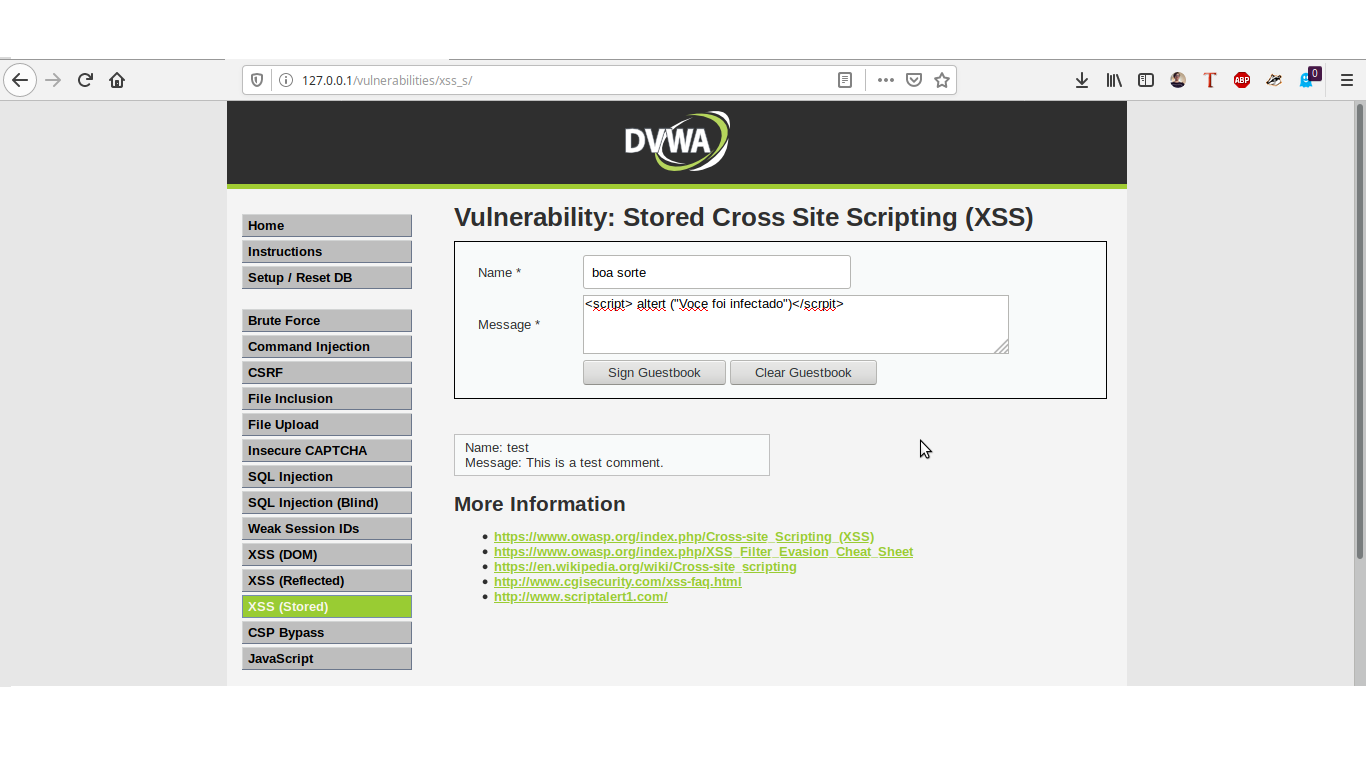 127.0.0.1/vulnerabilities/xss_s/
T
ABP
0
DVWA
Home
Instructions
Setup / Reset DB
Brute Force
Command Injection
CSRF
File Inclusion
File Upload
Insecure CAPTCHA
SQL Injection
SQL Injection (Blind)
Weak Session IDs
XSS (DOM)
XSS (Reflected)
XSS (Stored)
CSP Bypass
JavaScript
Vulnerability: Stored Cross Site Scripting (XSS)
Name * boa sorte
Message * <script> altert ("Voce foi infectado")</scrpit>
Sign Guestbook Clear Guestbook
Name: test
Message: This is a test comment.
More Information
• https://www.owasp.org/index.php/Cross-site_Scripting_(XSS)
• https://www.owasp.org/index.php/XSS_Filter_Evasion_Cheat_Sheet
• https://en.wikipedia.org/wiki/Cross-site_scripting
• http://www.cgisecurity.com/xss-faq.html
• http://www.scriptalert1.com/